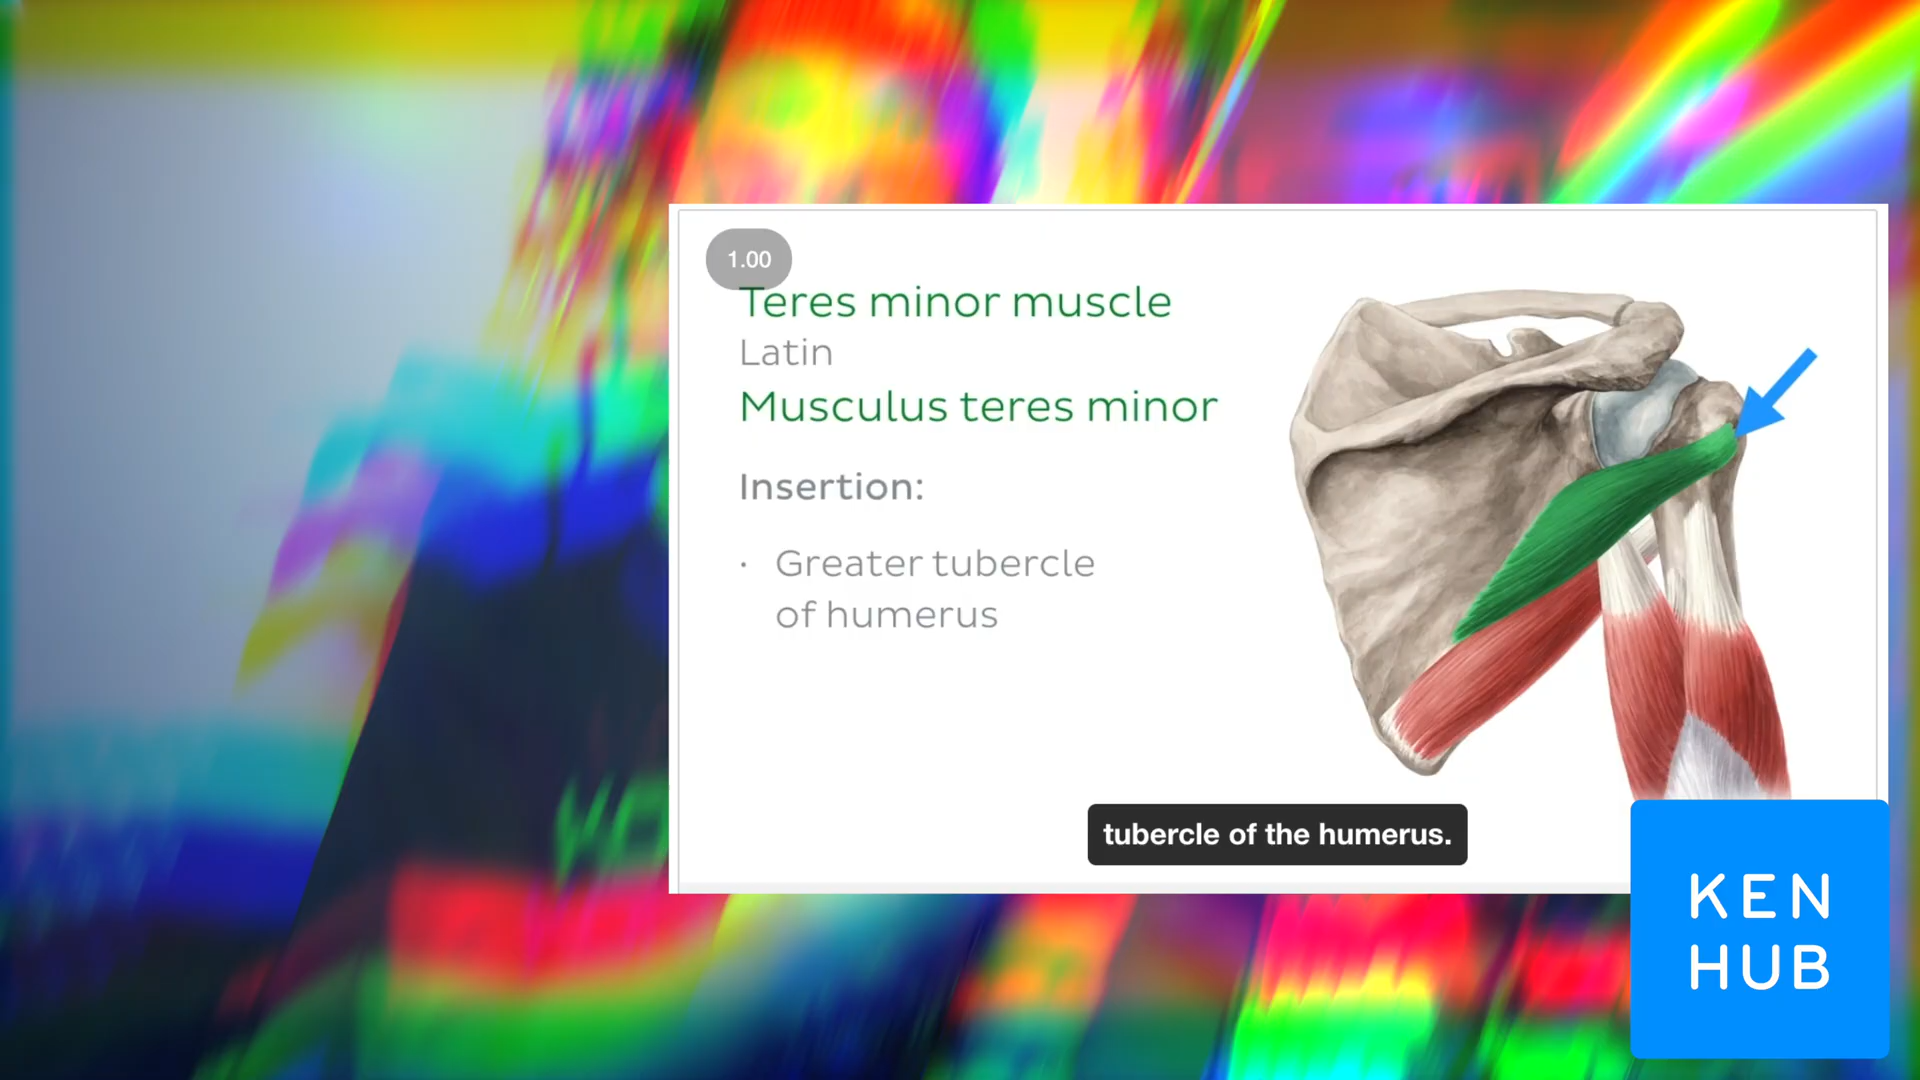 1.00
Teres minor muscle
Latin
Musculus teres minor
Insertion:
· Greater tubercle
of humerus
tubercle of the humerus.
KEN
HUB